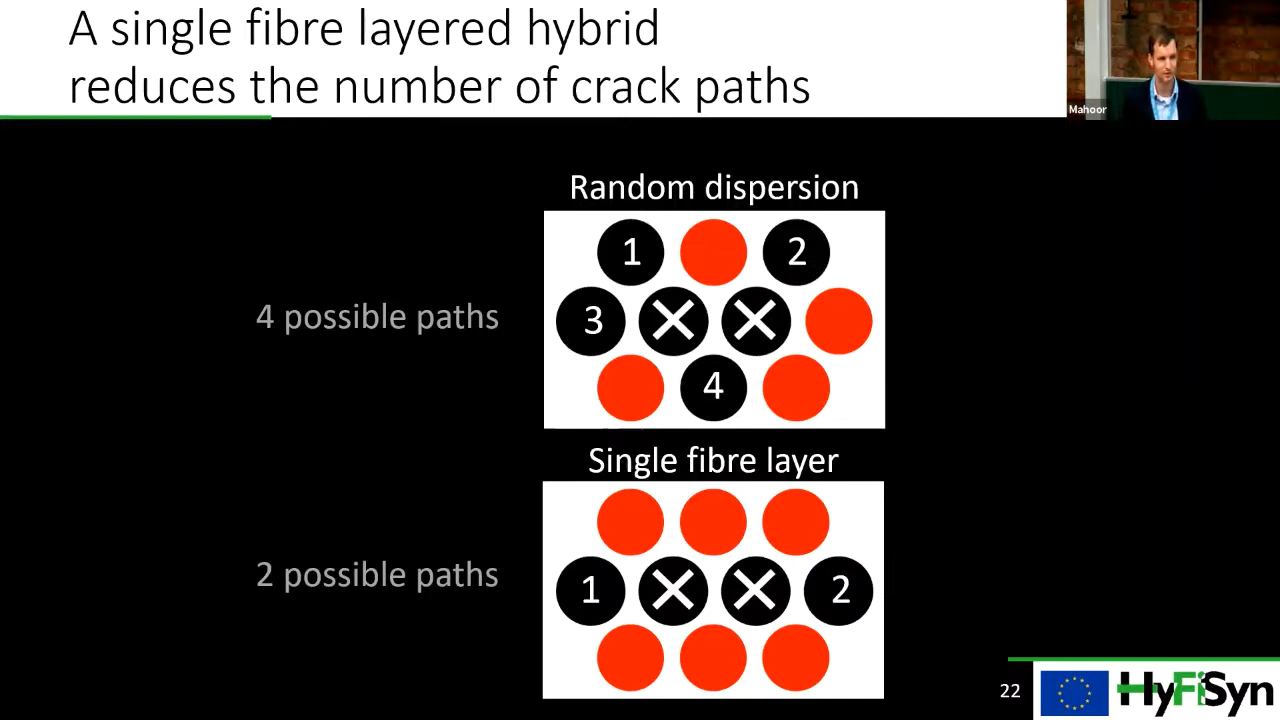 A single fibre layered hybrid
reduces the number of crack paths
Mahoor
Random dispersion
1
2
4 possible paths
3
4
Single fibre layer
2 possible paths
1
2
22
HyFiSyn